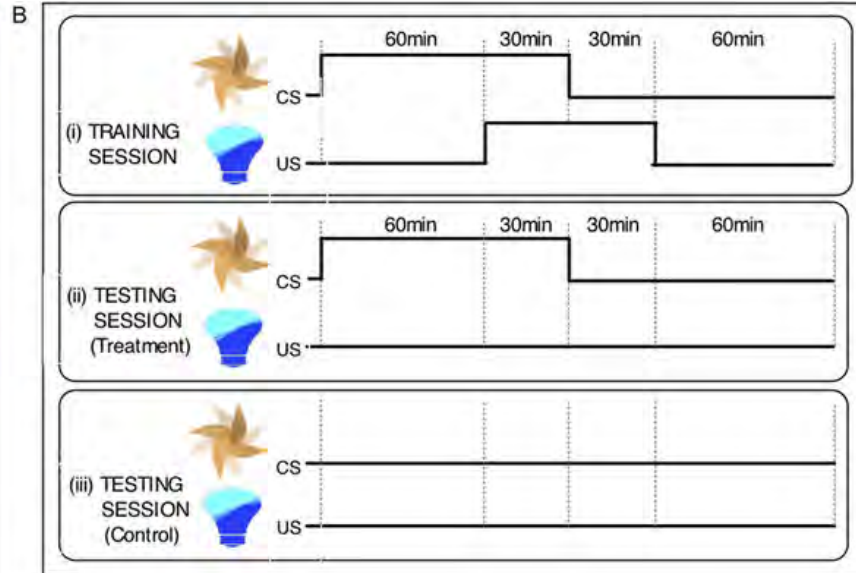 B
60min 30min 30min 60min
CS
(i) TRAINING
SESSION
US
60min 30min 30min 60min
CS
(ii) TESTING
SESSION
(Treatment)
US
CS
(iii) TESTING
SESSION
(Control)
US